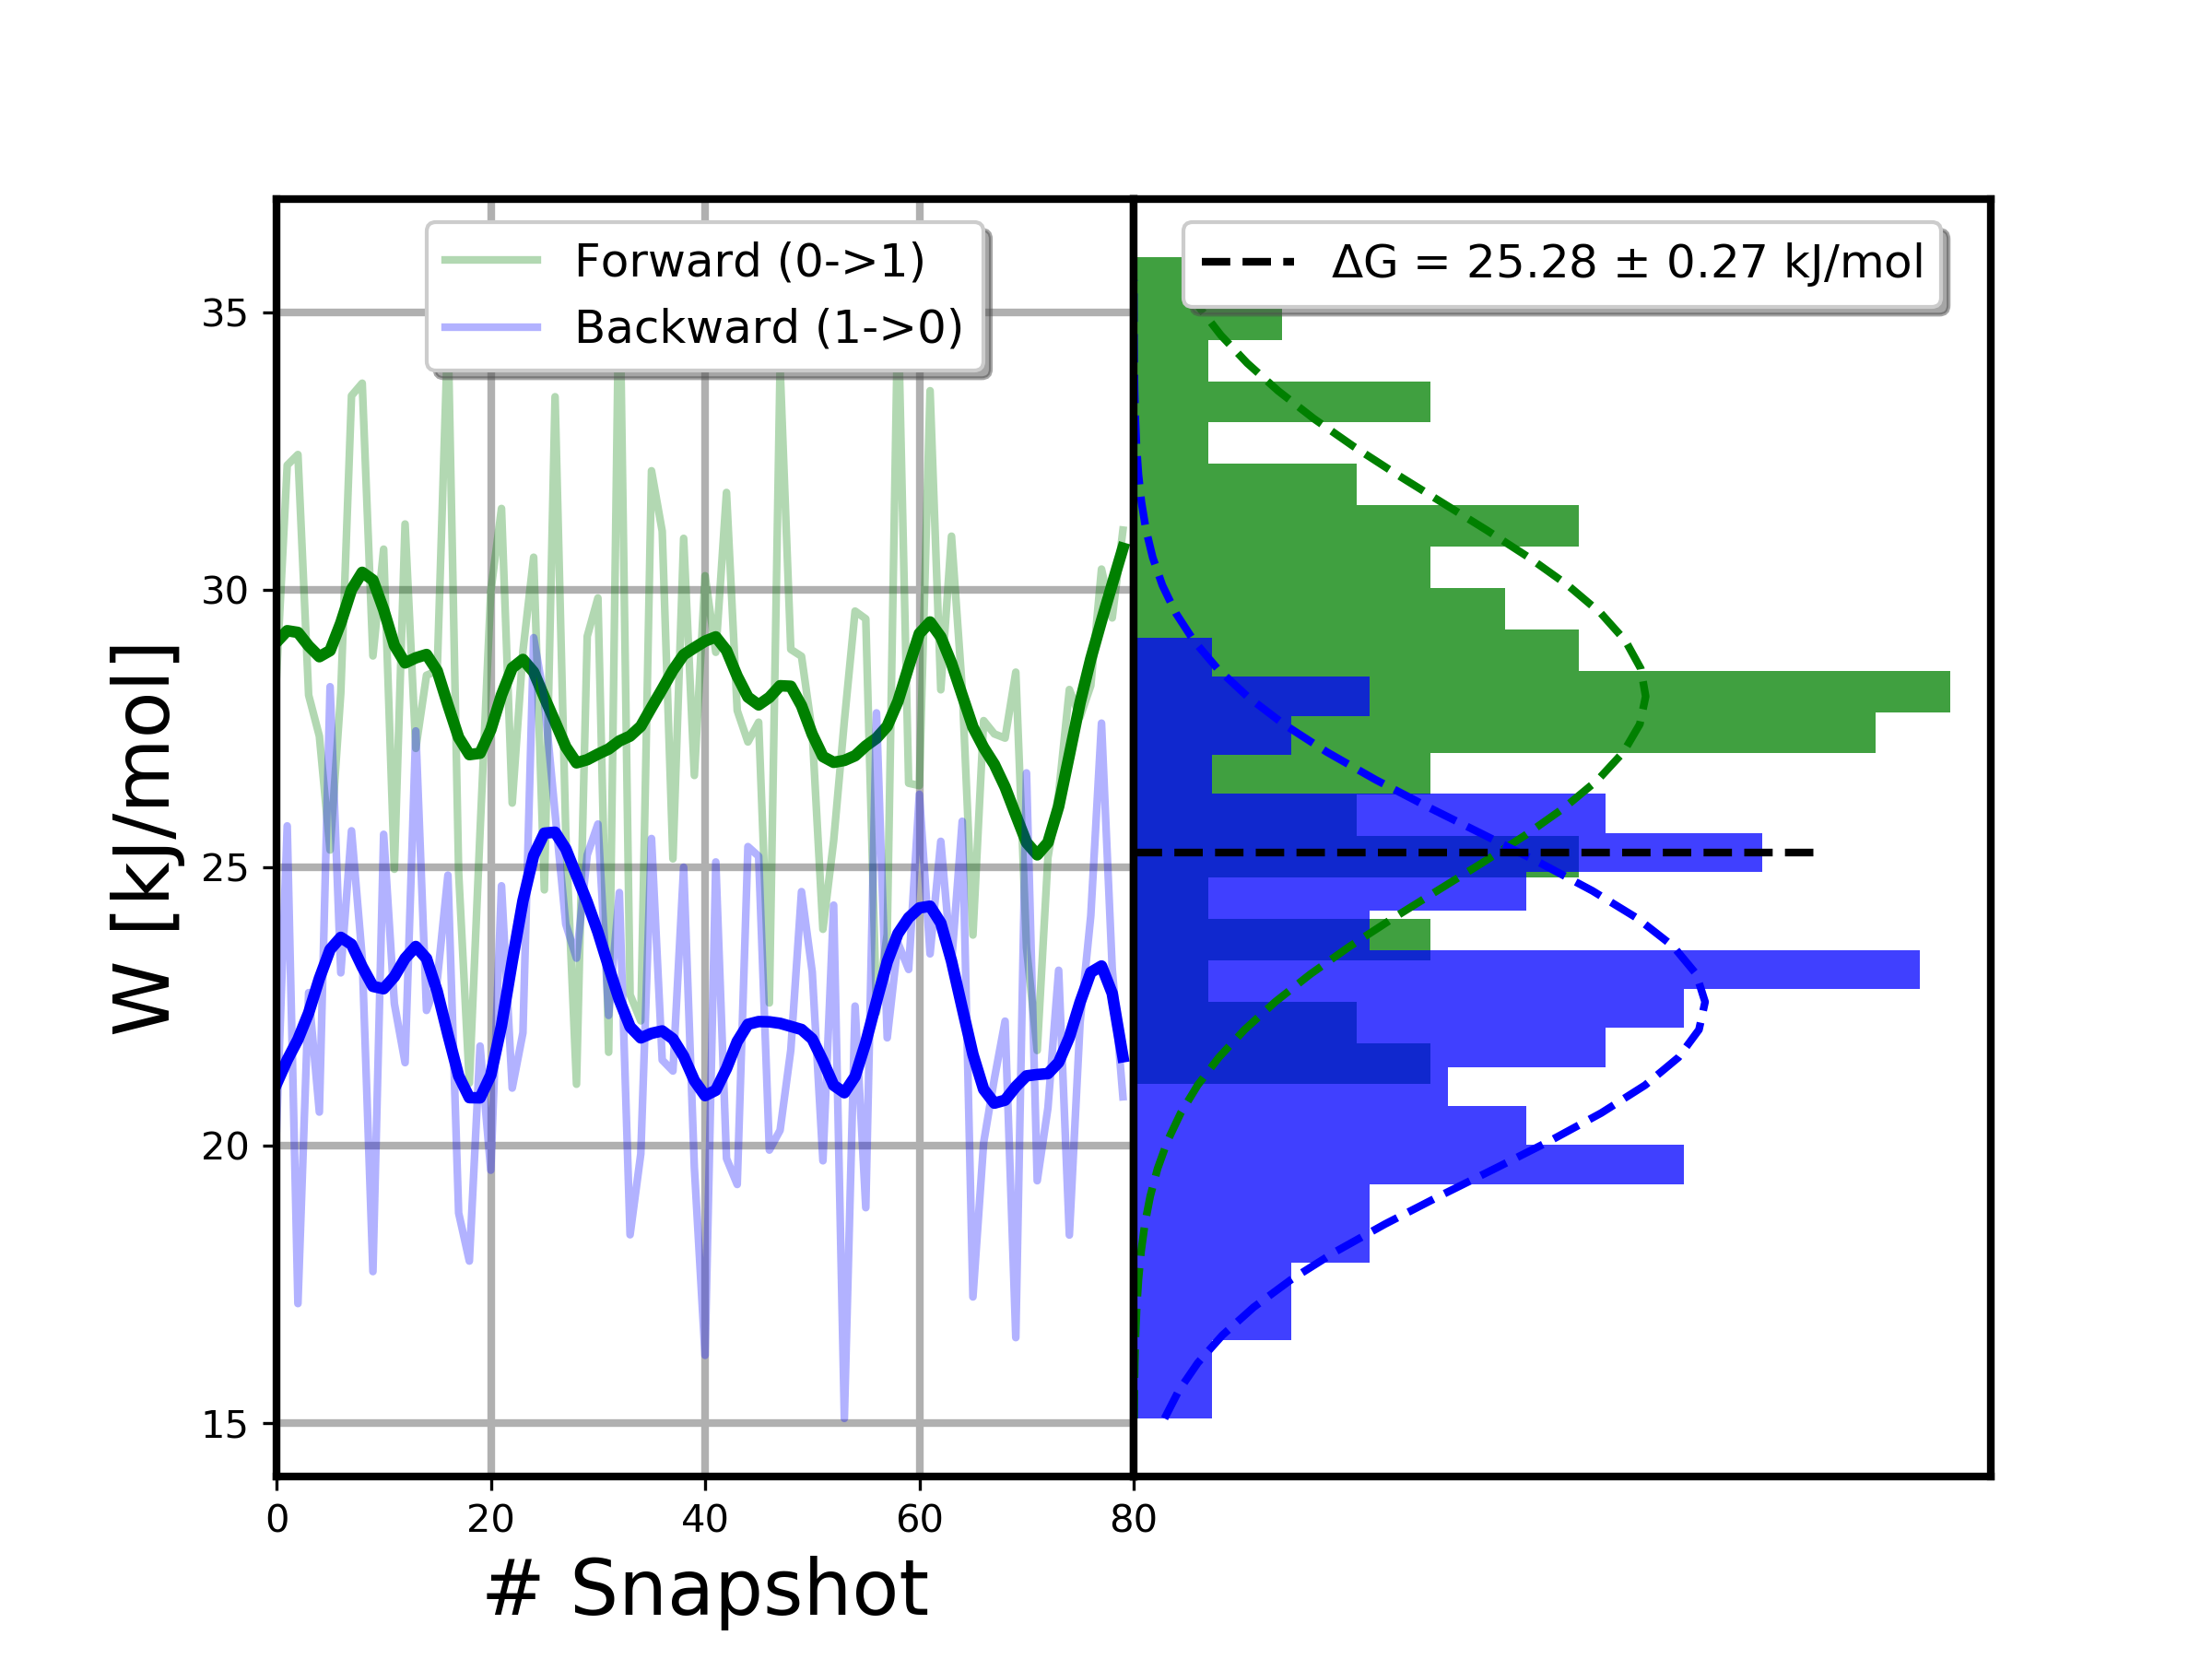 Forward (0->1)
Backward (1->0)
ΔG = 25.28 ± 0.27 kJ/mol
W [kJ/mol]
35
30
25
20
15
0 20 40 60 80
# Snapshot